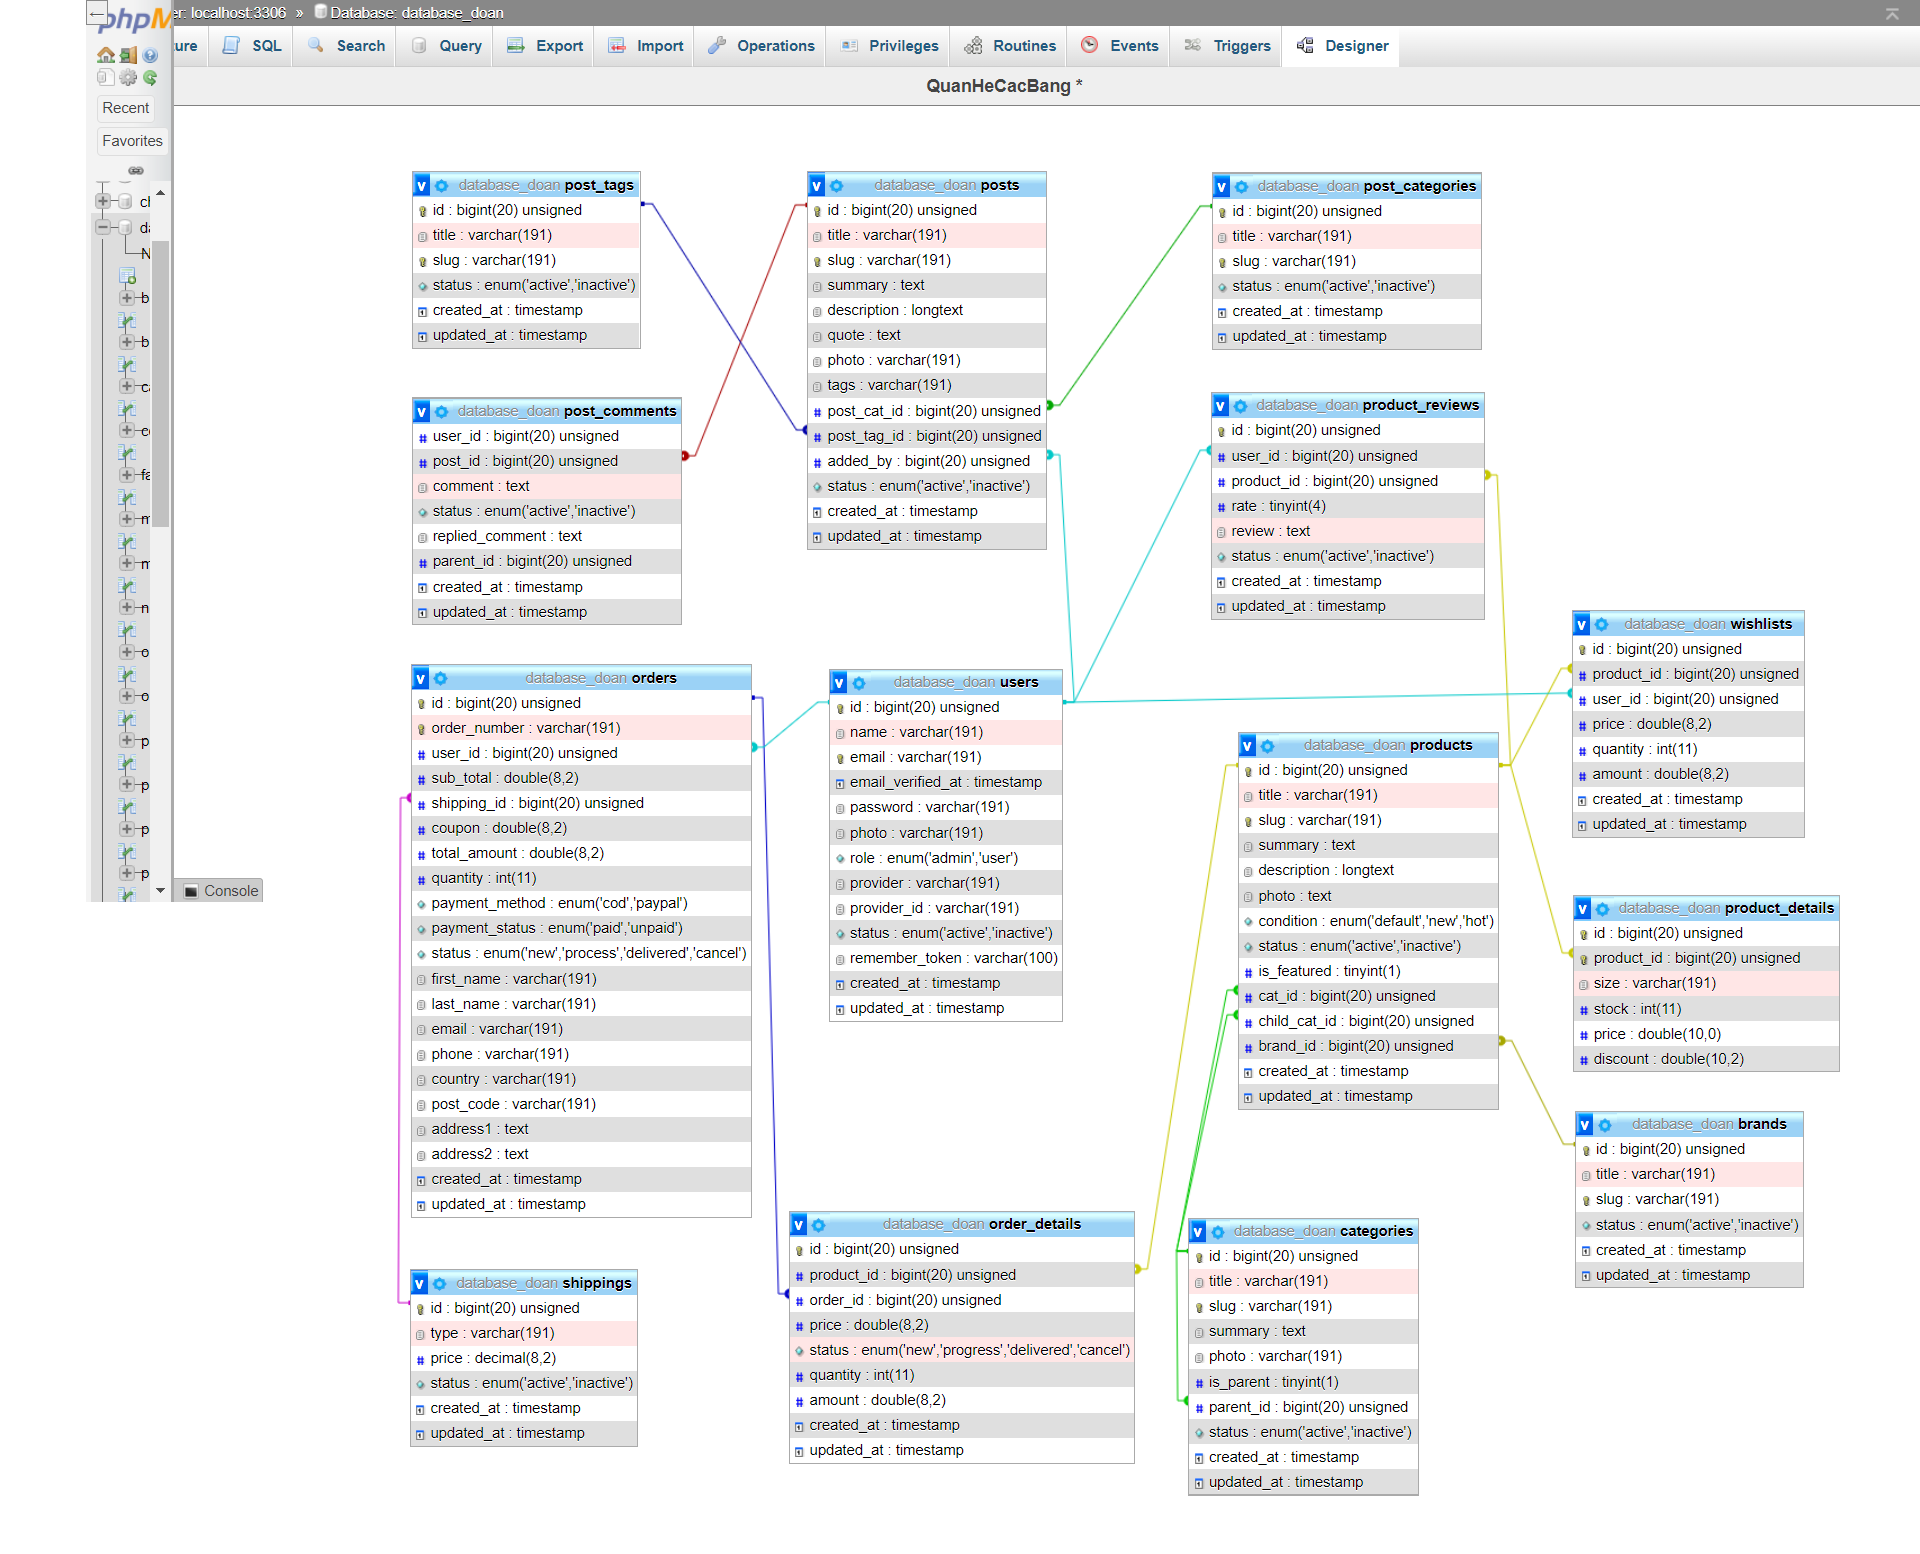 phpM
er: localhost:3306 » Database: database_doan
ure SQL Search Query Export Import Operations Privileges Routines Events Triggers Designer
QuanHeCacBang *
Recent
Favorites
Console
database_doan post_tags
id : bigint(20) unsigned
title : varchar(191)
slug : varchar(191)
status : enum('active','inactive')
created_at : timestamp
updated_at : timestamp
database_doan posts
id : bigint(20) unsigned
title : varchar(191)
slug : varchar(191)
summary : text
description : longtext
quote : text
photo : varchar(191)
tags : varchar(191)
post_cat_id : bigint(20) unsigned
post_tag_id : bigint(20) unsigned
added_by : bigint(20) unsigned
status : enum('active','inactive')
created_at : timestamp
updated_at : timestamp
database_doan post_categories
id : bigint(20) unsigned
title : varchar(191)
slug : varchar(191)
status : enum('active','inactive')
created_at : timestamp
updated_at : timestamp
database_doan post_comments
user_id : bigint(20) unsigned
post_id : bigint(20) unsigned
comment : text
status : enum('active','inactive')
replied_comment : text
parent_id : bigint(20) unsigned
created_at : timestamp
updated_at : timestamp
database_doan product_reviews
id : bigint(20) unsigned
user_id : bigint(20) unsigned
product_id : bigint(20) unsigned
rate : tinyint(4)
review : text
status : enum('active','inactive')
created_at : timestamp
updated_at : timestamp
database_doan wishlists
id : bigint(20) unsigned
product_id : bigint(20) unsigned
user_id : bigint(20) unsigned
price : double(8,2)
quantity : int(11)
amount : double(8,2)
created_at : timestamp
updated_at : timestamp
database_doan orders
id : bigint(20) unsigned
order_number : varchar(191)
user_id : bigint(20) unsigned
sub_total : double(8,2)
shipping_id : bigint(20) unsigned
coupon : double(8,2)
total_amount : double(8,2)
quantity : int(11)
payment_method : enum('cod','paypal')
payment_status : enum('paid','unpaid')
status : enum('new','process','delivered','cancel')
first_name : varchar(191)
last_name : varchar(191)
email : varchar(191)
phone : varchar(191)
country : varchar(191)
post_code : varchar(191)
address1 : text
address2 : text
created_at : timestamp
updated_at : timestamp
database_doan users
id : bigint(20) unsigned
name : varchar(191)
email : varchar(191)
email_verified_at : timestamp
password : varchar(191)
photo : varchar(191)
role : enum('admin','user')
provider : varchar(191)
provider_id : varchar(191)
status : enum('active','inactive')
remember_token : varchar(100)
created_at : timestamp
updated_at : timestamp
database_doan products
id : bigint(20) unsigned
title : varchar(191)
slug : varchar(191)
summary : text
description : longtext
photo : text
condition : enum('default','new','hot')
status : enum('active','inactive')
is_featured : tinyint(1)
cat_id : bigint(20) unsigned
child_cat_id : bigint(20) unsigned
brand_id : bigint(20) unsigned
created_at : timestamp
updated_at : timestamp
database_doan product_details
id : bigint(20) unsigned
product_id : bigint(20) unsigned
size : varchar(191)
stock : int(11)
price : double(10,0)
discount : double(10,2)
database_doan brands
id : bigint(20) unsigned
title : varchar(191)
slug : varchar(191)
status : enum('active','inactive')
created_at : timestamp
updated_at : timestamp
database_doan shippings
id : bigint(20) unsigned
type : varchar(191)
price : decimal(8,2)
status : enum('active','inactive')
created_at : timestamp
updated_at : timestamp
database_doan order_details
id : bigint(20) unsigned
product_id : bigint(20) unsigned
order_id : bigint(20) unsigned
price : double(8,2)
status : enum('new','progress','delivered','cancel')
quantity : int(11)
amount : double(8,2)
created_at : timestamp
updated_at : timestamp
database_doan categories
id : bigint(20) unsigned
title : varchar(191)
slug : varchar(191)
summary : text
photo : varchar(191)
is_parent : tinyint(1)
parent_id : bigint(20) unsigned
status : enum('active','inactive')
created_at : timestamp
updated_at : timestamp